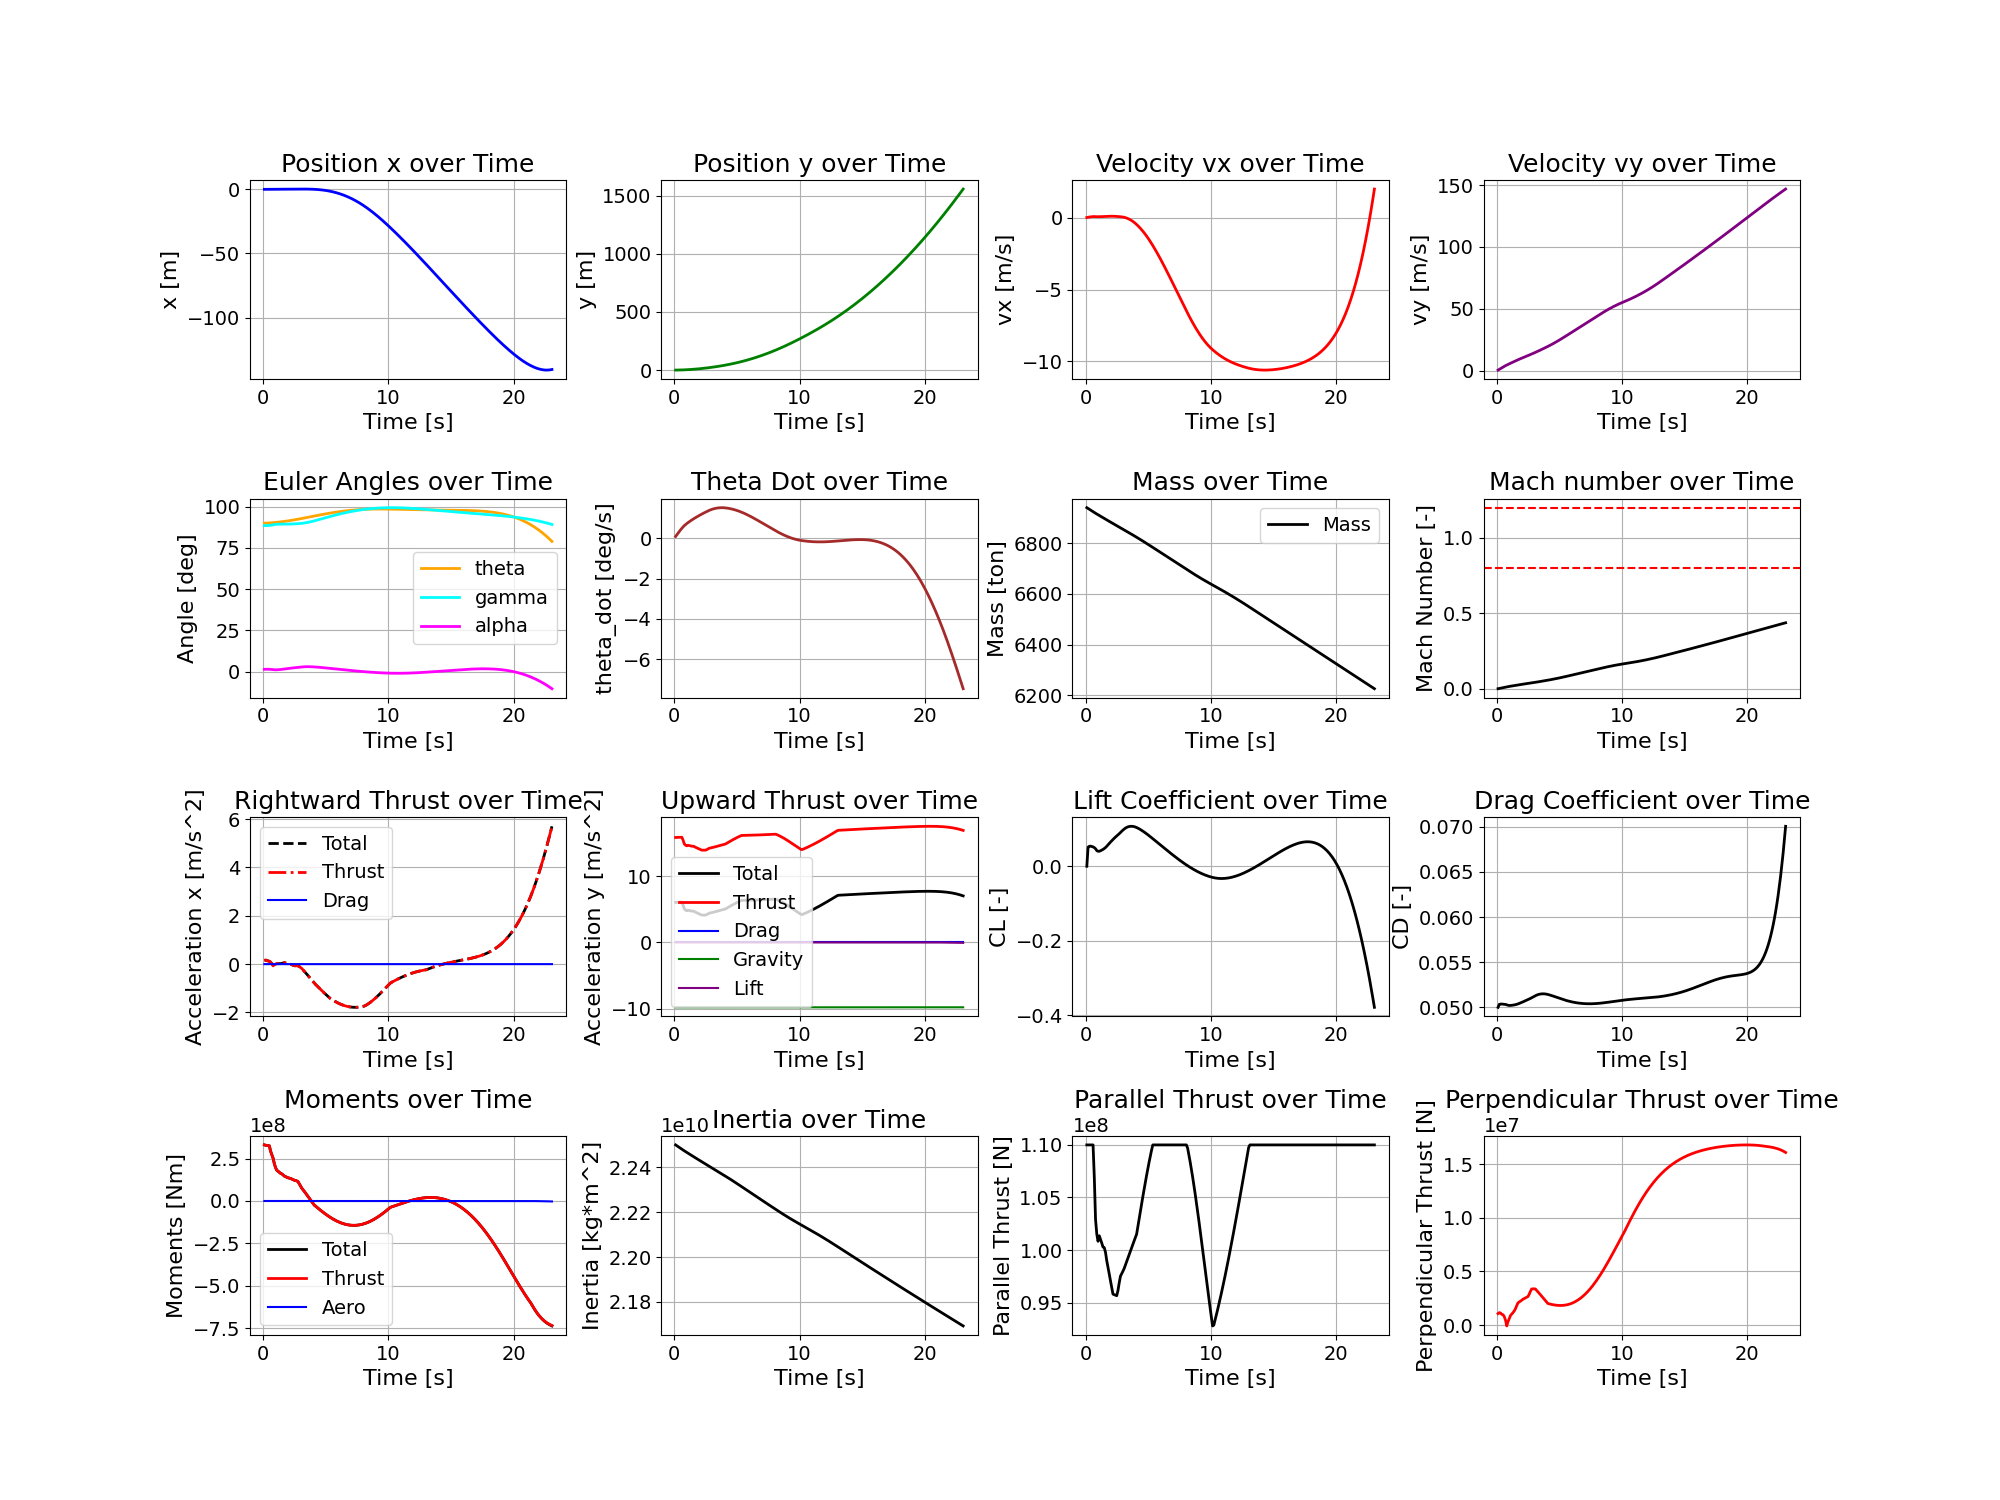 Position x over Time
x [m]
0
−50
−100
0 10 20
Time [s]
Position y over Time
y [m]
1500
1000
500
0
0 10 20
Time [s]
Velocity vx over Time
vx [m/s]
0
−5
−10
0 10 20
Time [s]
Velocity vy over Time
vy [m/s]
150
100
50
0
0 10 20
Time [s]
Euler Angles over Time
Angle [deg]
100
75
50
25
0
theta
gamma
alpha
0 10 20
Time [s]
Theta Dot over Time
theta_dot [deg/s]
0
−2
−4
−6
0 10 20
Time [s]
Mass over Time
Mass [ton]
6800
6600
6400
6200
Mass
0 10 20
Time [s]
Mach number over Time
Mach Number [-]
1.0
0.5
0.0
0 10 20
Time [s]
Rightward Thrust over Time
Acceleration x [m/s^2]
6
4
2
0
−2
Total
Thrust
Drag
0 10 20
Time [s]
Upward Thrust over Time
Acceleration y [m/s^2]
10
0
−10
Total
Thrust
Drag
Gravity
Lift
0 10 20
Time [s]
Lift Coefficient over Time
CL [-]
0.0
−0.2
−0.4
0 10 20
Time [s]
Drag Coefficient over Time
CD [-]
0.070
0.065
0.060
0.055
0.050
0 10 20
Time [s]
Moments over Time
1e8
Moments [Nm]
2.5
0.0
−2.5
−5.0
−7.5
Total
Thrust
Aero
0 10 20
Time [s]
Inertia over Time
1e10
Inertia [kg*m^2]
2.24
2.22
2.20
2.18
0 10 20
Time [s]
Parallel Thrust over Time
1e8
Parallel Thrust [N]
1.10
1.05
1.00
0.95
0 10 20
Time [s]
Perpendicular Thrust over Time
1e7
Perpendicular Thrust [N]
1.5
1.0
0.5
0.0
0 10 20
Time [s]